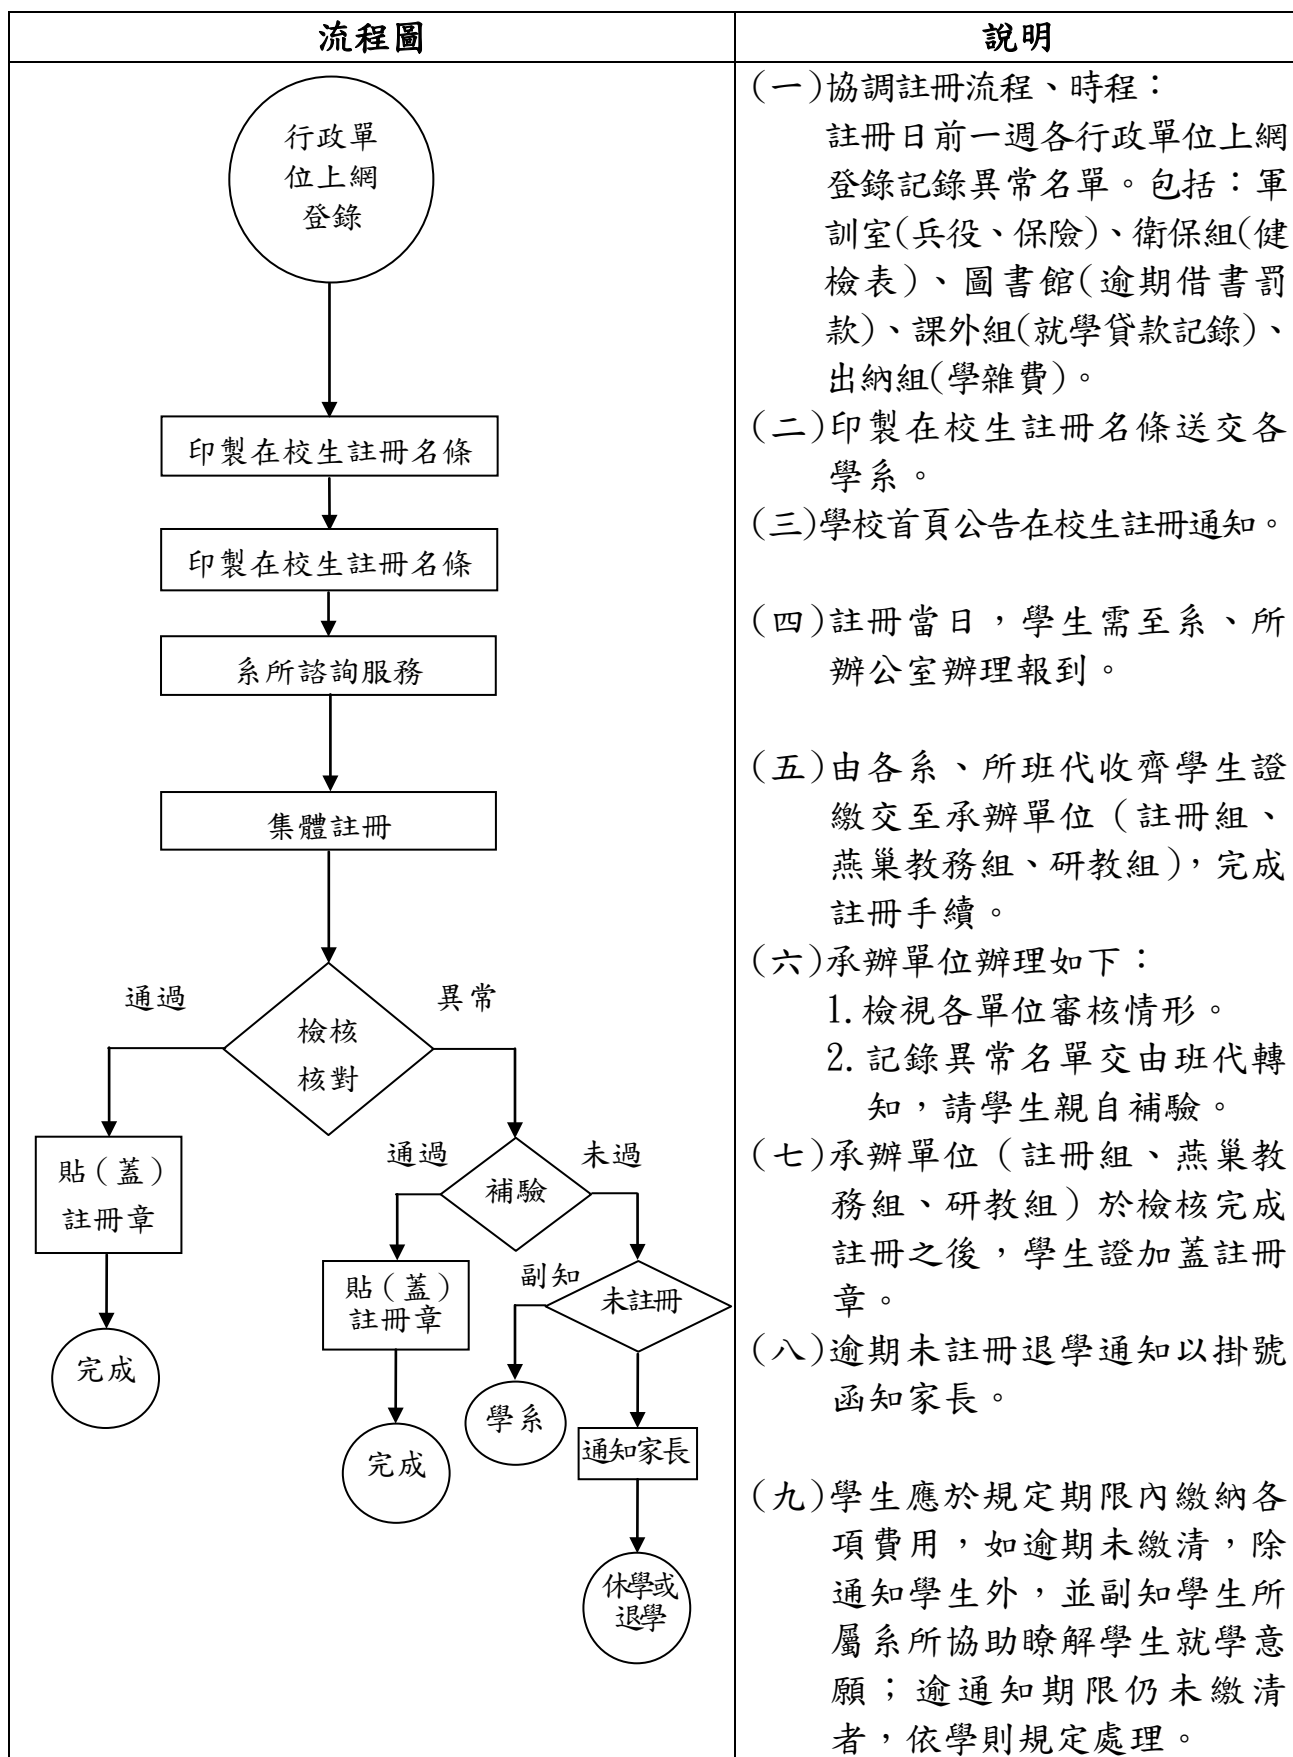 流程圖
行政單
位上網
登錄
印製在校生註冊名條
印製在校生註冊名條
系所諮詢服務
集體註冊
通過
異常
檢核
核對
貼（蓋）
註冊章
完成
通過
未過
補驗
貼（蓋）
註冊章
完成
副知
未註冊
學系
通知家長
休學或
退學
說明
(一)協調註冊流程、時程：
註冊日前一週各行政單位上網
登錄記錄異常名單。包括：軍
訓室(兵役、保險)、衛保組(健
檢表)、圖書館(逾期借書罰
款)、課外組(就學貸款記錄)、
出納組(學雜費)。
(二)印製在校生註冊名條送交各
學系。
(三)學校首頁公告在校生註冊通知。
(四)註冊當日，學生需至系、所
辦公室辦理報到。
(五)由各系、所班代收齊學生證
繳交至承辦單位（註冊組、
燕巢教務組、研教組），完成
註冊手續。
(六)承辦單位辦理如下：
1.檢視各單位審核情形。
2.記錄異常名單交由班代轉
知，請學生親自補驗。
(七)承辦單位（註冊組、燕巢教
務組、研教組）於檢核完成
註冊之後，學生證加蓋註冊
章。
(八)逾期未註冊退學通知以掛號
函知家長。
(九)學生應於規定期限內繳納各
項費用，如逾期未繳清，除
通知學生外，並副知學生所
屬系所協助瞭解學生就學意
願；逾通知期限仍未繳清
者，依學則規定處理。